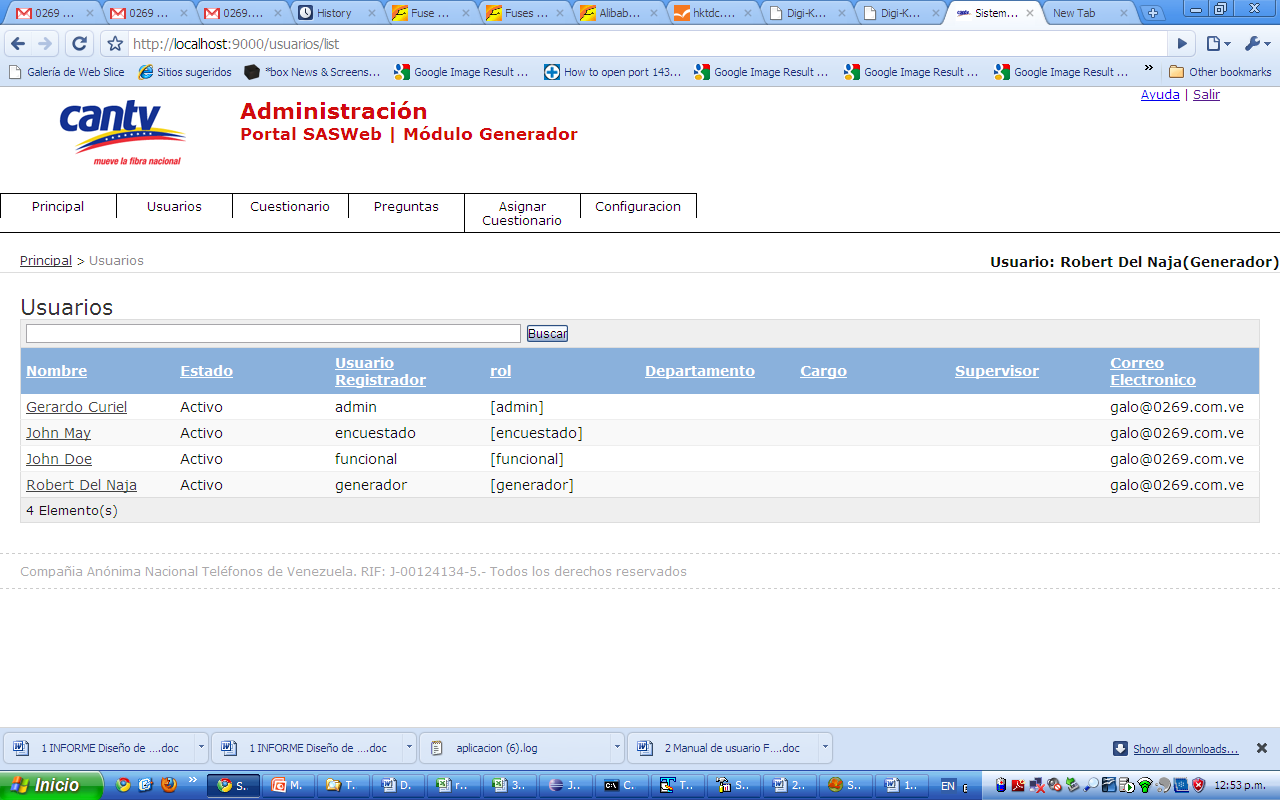 0269 ...
0269 ...
0269....
History
Fuse ...
Fuses ...
Alibab...
hktdc....
Digi-K...
Digi-K...
Sistem...
New Tab
http://localhost:9000/usuarios/list
Galería de Web Slice
Sitios sugeridos
*box News & Screens...
Google Image Result ...
How to open port 143...
Google Image Result ...
Google Image Result ...
Google Image Result ...
»
Other bookmarks
cantv
mueve la fibra nacional
Administración
Portal SASWeb | Módulo Generador
Ayuda | Salir
Principal
Usuarios
Cuestionario
Preguntas
Asignar
Cuestionario
Configuracion
Principal > Usuarios
Usuario: Robert Del Naja(Generador)
Usuarios
Buscar
Nombre Estado Usuario Registrador rol Departamento Cargo Supervisor Correo Electronico
Gerardo Curiel Activo admin [admin] galo@0269.com.ve
John May Activo encuestado [encuestado] galo@0269.com.ve
John Doe Activo funcional [funcional] galo@0269.com.ve
Robert Del Naja Activo generador [generador] galo@0269.com.ve
4 Elemento(s)
Compañia Anónima Nacional Teléfonos de Venezuela. RIF: J-00124134-5.- Todos los derechos reservados
1 INFORME Diseño de ....doc
1 INFORME Diseño de ....doc
aplicacion (6).log
2 Manual de usuario F....doc
Show all downloads...
Inicio
»
S..
M.
T..
D.
r..
3..
J..
C.
T..
S..
2..
S..
1..
EN
12:53 p.m.